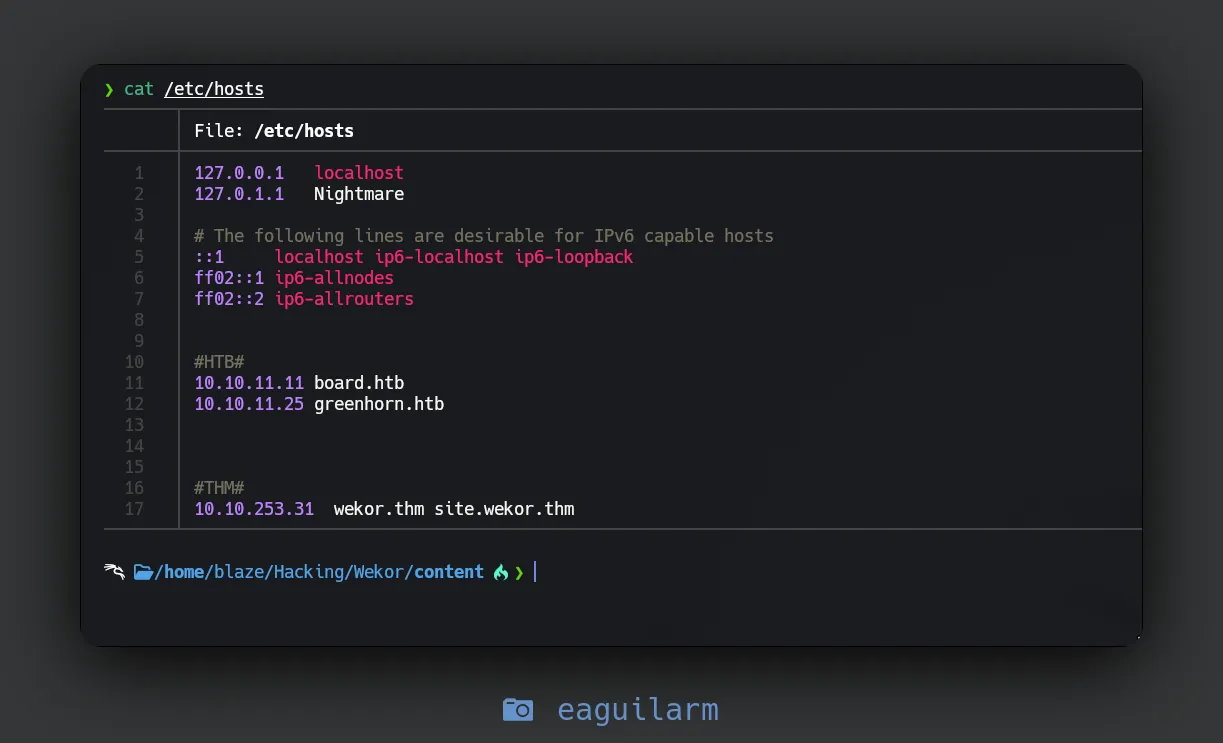 ❯ cat /etc/hosts
File: /etc/hosts
1 127.0.0.1 localhost
2 127.0.1.1 Nightmare
3
4 # The following lines are desirable for IPv6 capable hosts
5 ::1 localhost ip6-localhost ip6-loopback
6 ff02::1 ip6-allnodes
7 ff02::2 ip6-allrouters
8
9
10 #HTB#
11 10.10.11.11 board.htb
12 10.10.11.25 greenhorn.htb
13
14
15
16 #THM#
17 10.10.253.31 wekor.thm site.wekor.thm
/home/blaze/Hacking/Wekor/content ❯
eaguilarm